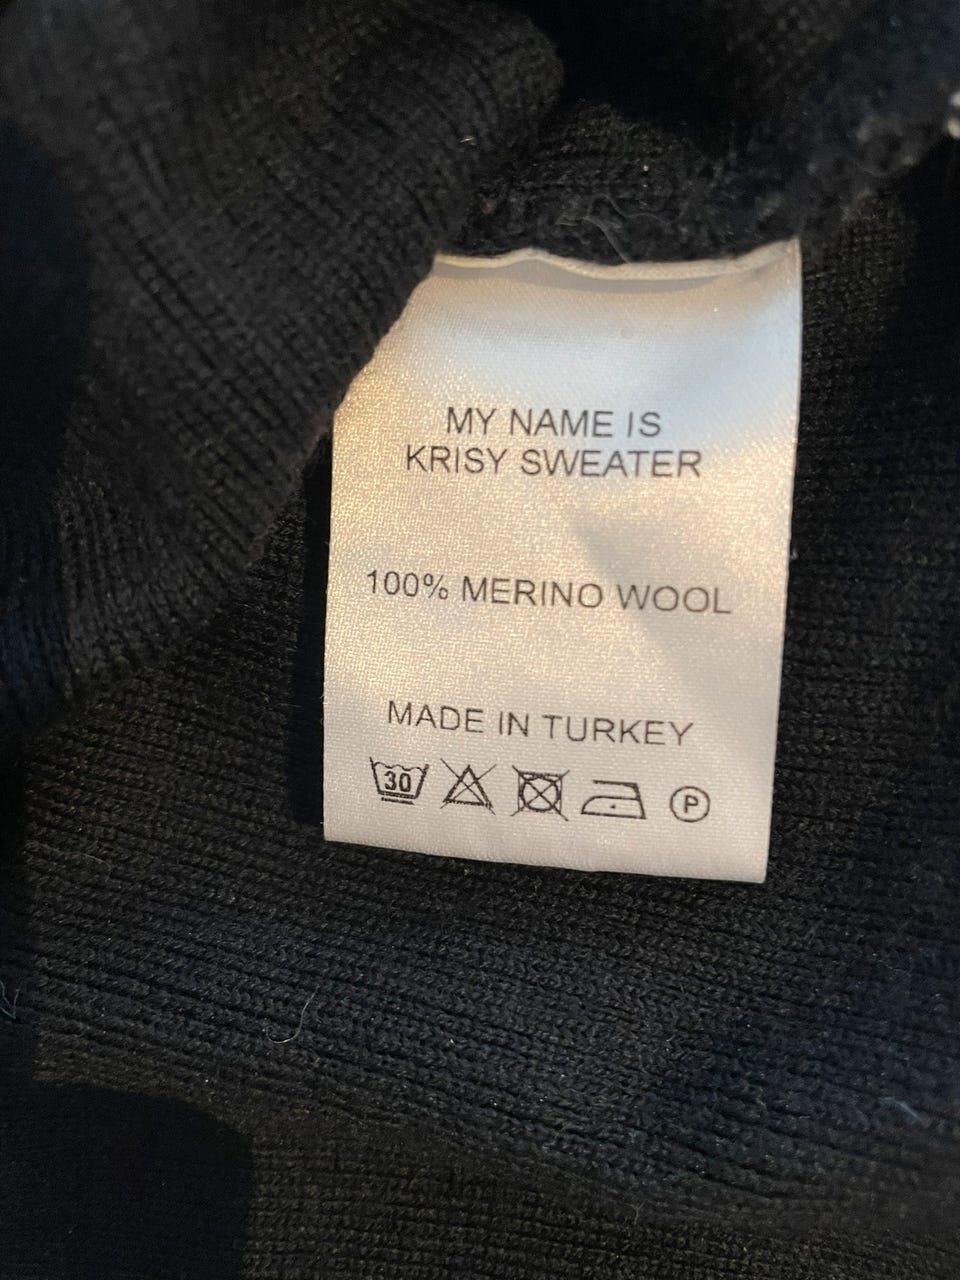 MY NAME IS
KRISY SWEATER
100% MERINO WOOL
MADE IN TURKEY
30 P